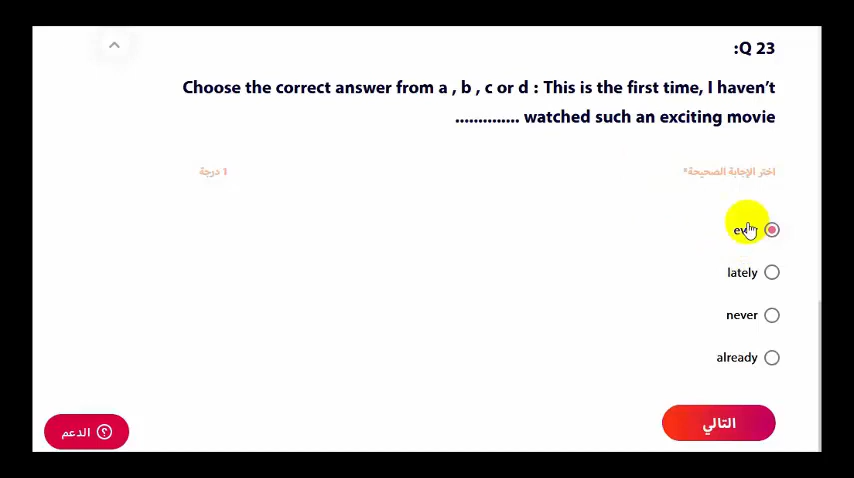 :Q 23
Choose the correct answer from a , b , c or d : This is the first time, I haven't
.............. watched such an exciting movie
اختر الإجابة الصحيحة*
1 درجة
lately
never
already
التالي
الدعم